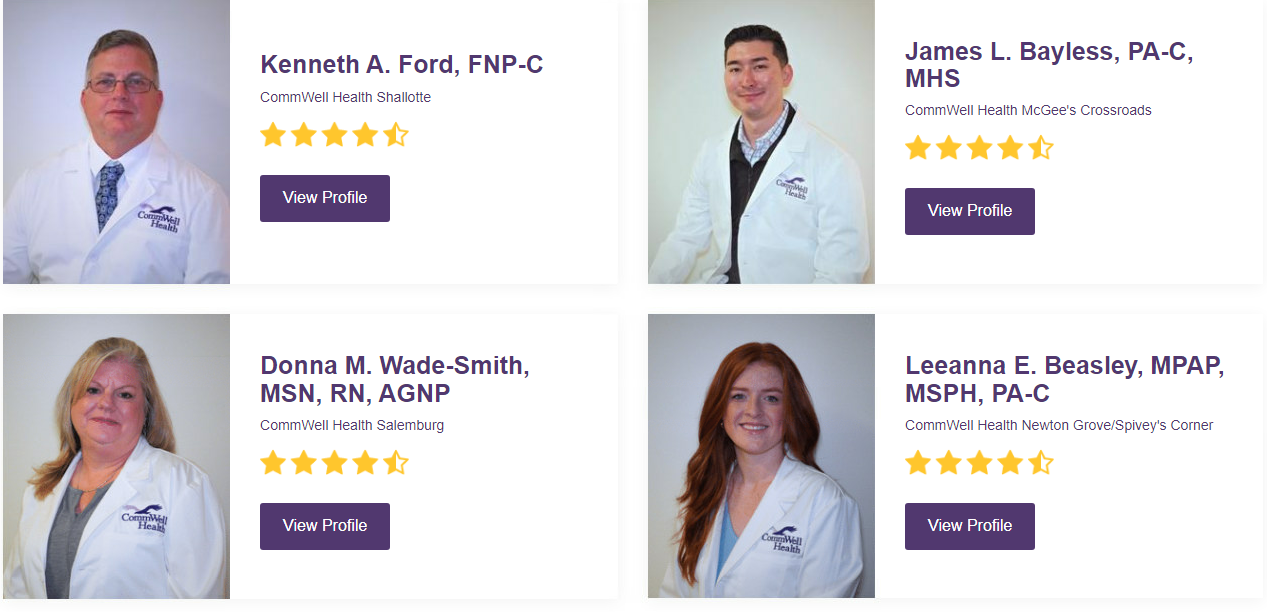 Kenneth A. Ford, FNP-C
CommWell Health Shallotte
View Profile
CommWell
Health
James L. Bayless, PA-C,
MHS
CommWell Health McGee's Crossroads
View Profile
CommWell
Health
Donna M. Wade-Smith,
MSN, RN, AGNP
CommWell Health Salemburg
View Profile
CommWell
Health
Leeanna E. Beasley, MPAP,
MSPH, PA-C
CommWell Health Newton Grove/Spivey's Corner
View Profile
CommWell
Health